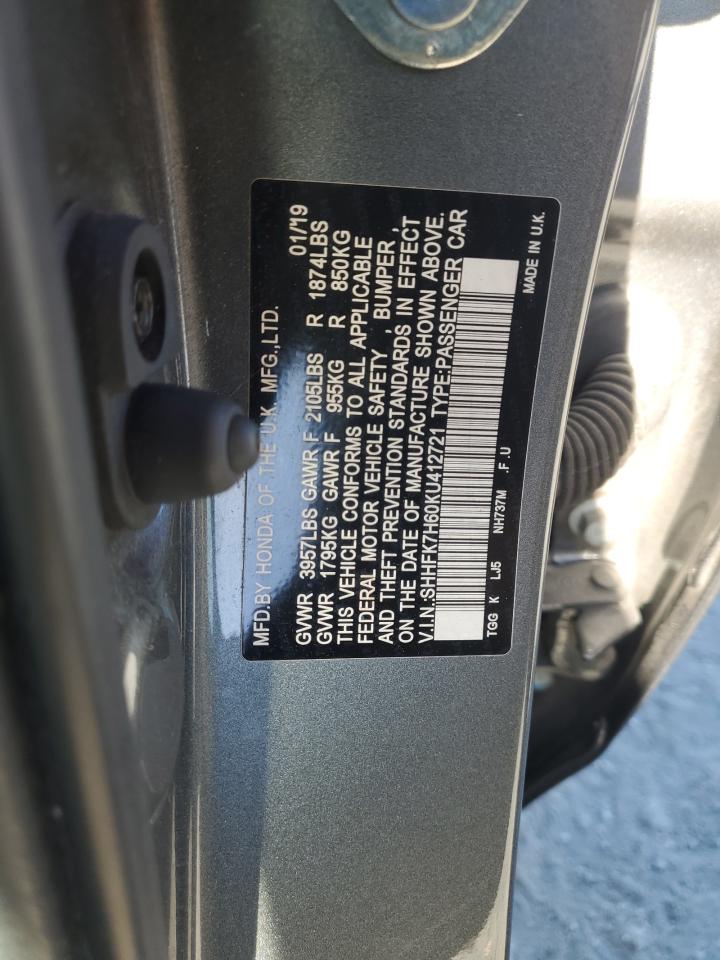 MFD.BY HONDA OF THE U.K. MFG.,LTD.
01/19
GVWR 3957LBS GAWR F 2105LBS R 1874LBS
GVWR 1795KG GAWR F 955KG R 850KG
THIS VEHICLE CONFORMS TO ALL APPLICABLE
FEDERAL MOTOR VEHICLE SAFETY , BUMPER ,
AND THEFT PREVENTION STANDARDS IN EFFECT
ON THE DATE OF MANUFACTURE SHOWN ABOVE.
V.I.N.:SHHFK7H60KU412721 TYPE:PASSENGER CAR
TGG K LJ5 NH737M .F .U MADE IN U.K.